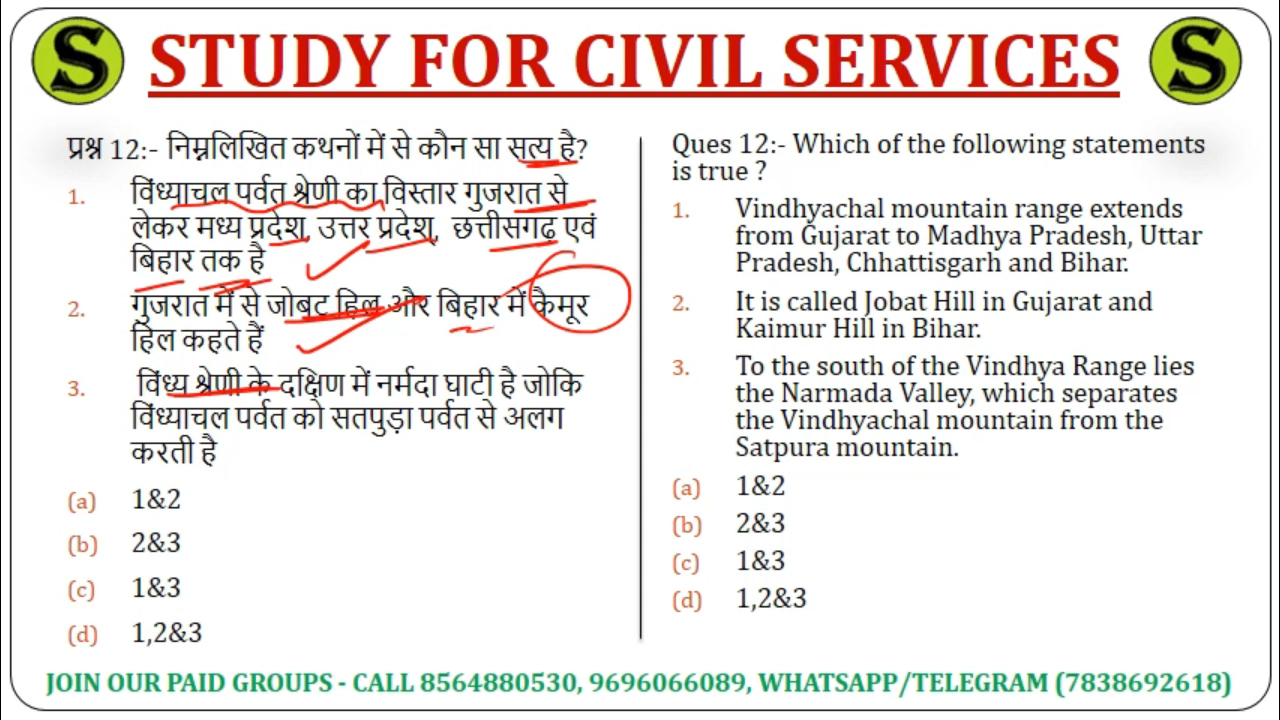 S STUDY FOR CIVIL SERVICES S
प्रश्न 12:- निम्नलिखित कथनों में से कौन सा सत्य है?
1. विंध्याचल पर्वत श्रेणी का विस्तार गुजरात से
लेकर मध्य प्रदेश, उत्तर प्रदेश, छत्तीसगढ़ एवं
बिहार तक है
2. गुजरात में से जोबट हिल और बिहार में कैमूर
हिल कहते हैं
3. विंध्य श्रेणी के दक्षिण में नर्मदा घाटी है जोकि
विंध्याचल पर्वत को सतपुड़ा पर्वत से अलग
करती है
(a) 1&2
(b) 2&3
(c) 1&3
(d) 1,2&3
Ques 12:- Which of the following statements
is true ?
1. Vindhyachal mountain range extends
from Gujarat to Madhya Pradesh, Uttar
Pradesh, Chhattisgarh and Bihar.
2. It is called Jobat Hill in Gujarat and
Kaimur Hill in Bihar.
3. To the south of the Vindhya Range lies
the Narmada Valley, which separates
the Vindhyachal mountain from the
Satpura mountain.
(a) 1&2
(b) 2&3
(c) 1&3
(d) 1,2&3
JOIN OUR PAID GROUPS - CALL 8564880530, 9696066089, WHATSAPP/TELEGRAM (7838692618)